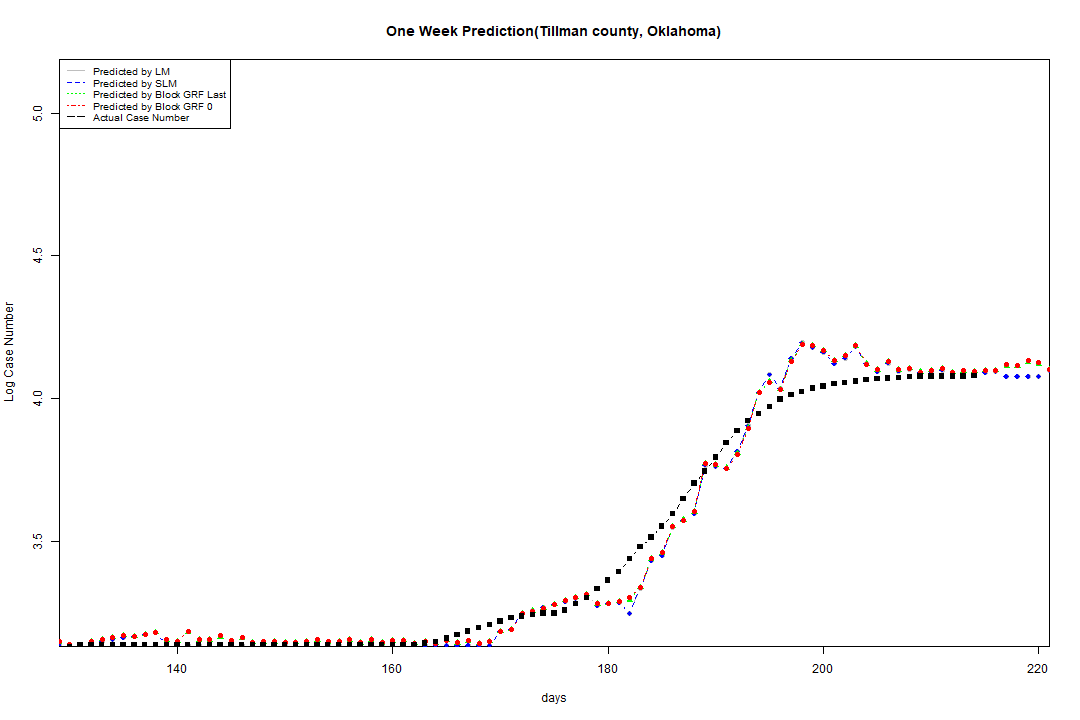 One Week Prediction(Tillman county, Oklahoma)
Predicted by LM
Predicted by SLM
Predicted by Block GRF Last
Predicted by Block GRF 0
Actual Case Number
5.0
4.5
4.0
3.5
Log Case Number
140
160
180
200
220
days